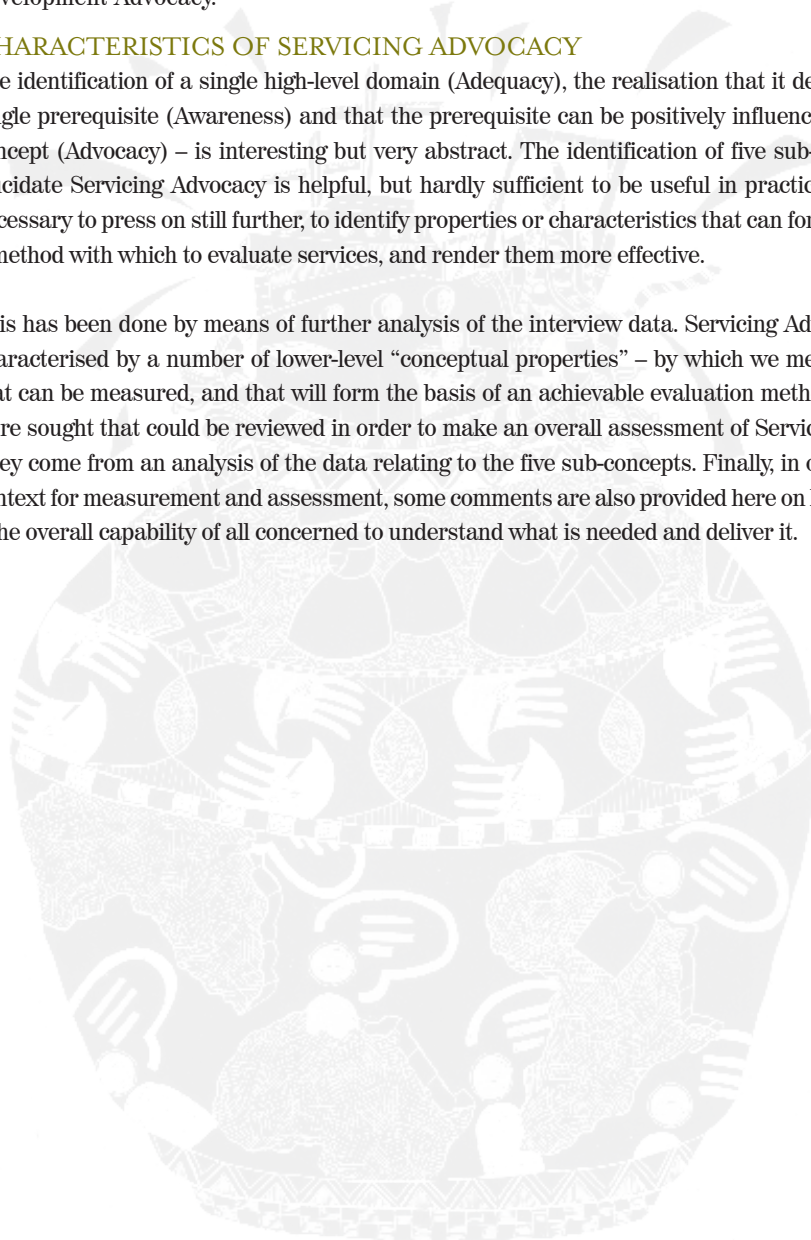 velopment Advocacy.
HARACTERISTICS OF SERVICING ADVOCACY
e identification of a single high-level domain (Adequacy), the realisation that it de
gle prerequisite (Awareness) and that the prerequisite can be positively influenc
ncept (Advocacy) – is interesting but very abstract. The identification of five sub-
ucidate Servicing Advocacy is helpful, but hardly sufficient to be useful in practic
cessary to press on still further, to identify properties or characteristics that can for
method with which to evaluate services, and render them more effective.
is has been done by means of further analysis of the interview data. Servicing Ad
aracterised by a number of lower-level “conceptual properties” – by which we me
at can be measured, and that will form the basis of an achievable evaluation meth
re sought that could be reviewed in order to make an overall assessment of Servic
ey come from an analysis of the data relating to the five sub-concepts. Finally, in o
ntext for measurement and assessment, some comments are also provided here on
he overall capability of all concerned to understand what is needed and deliver it.